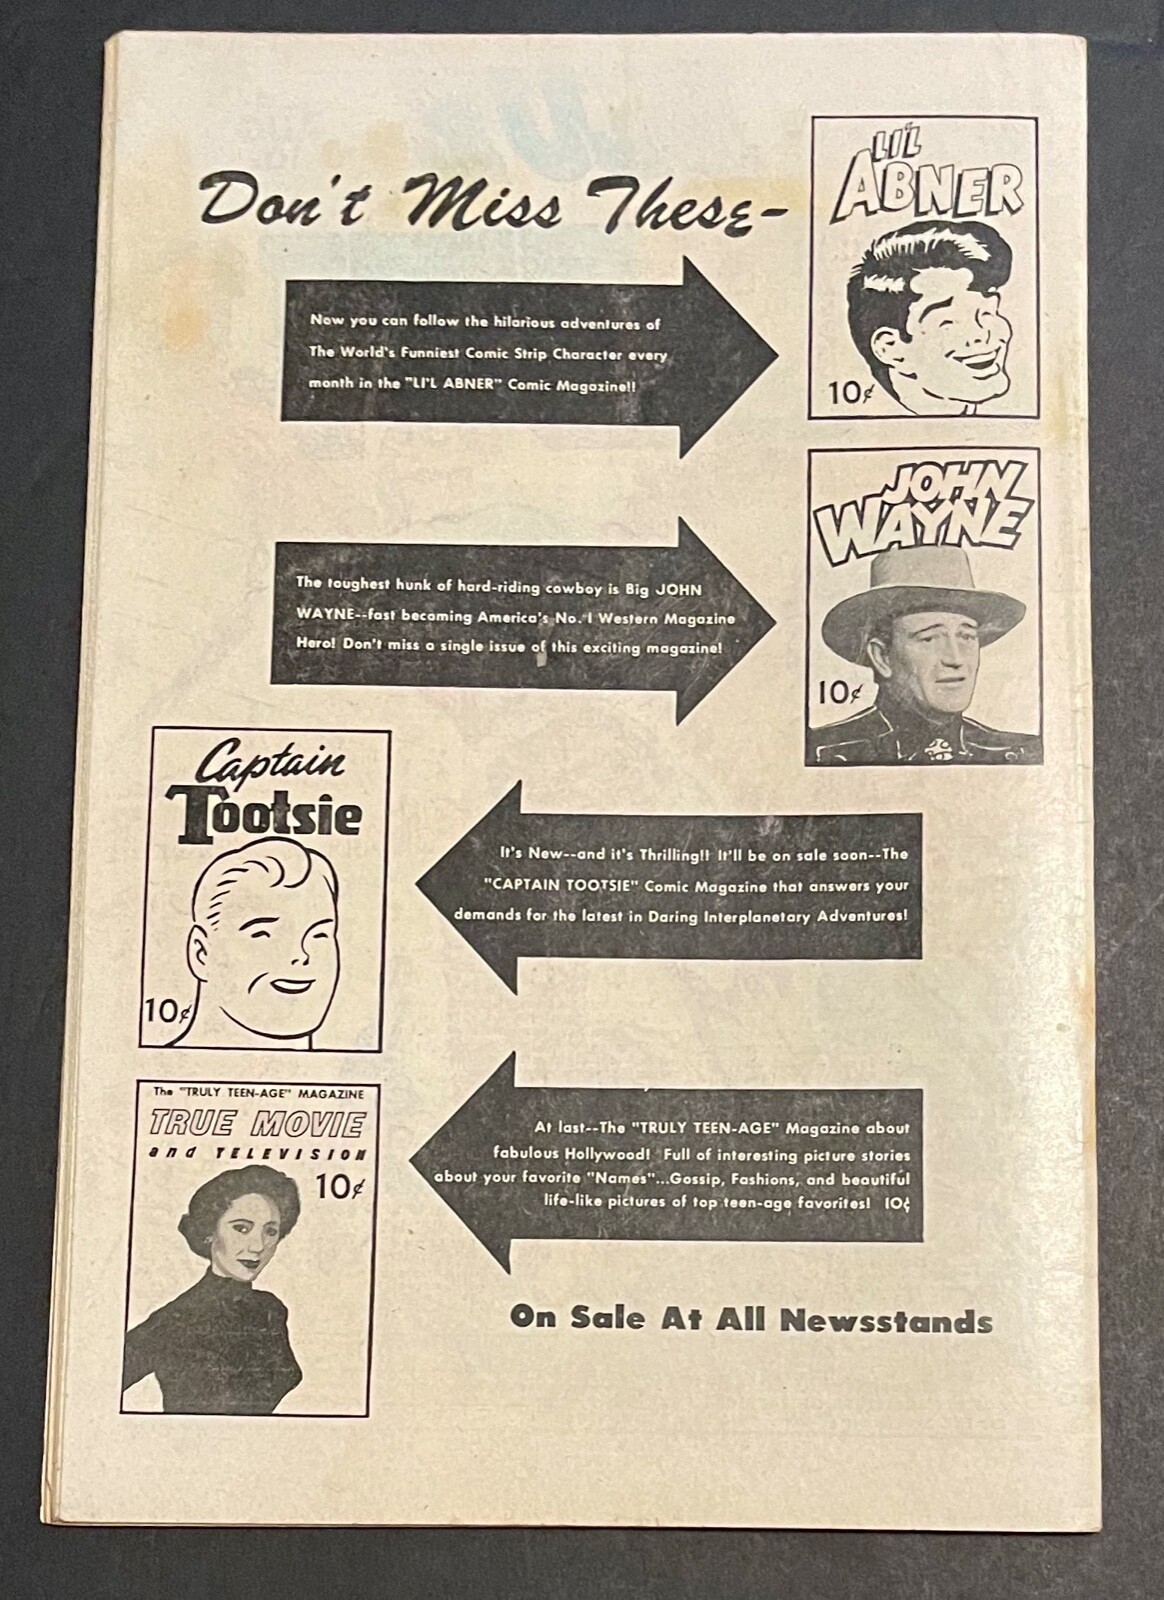 Don't Miss These-
LI'L
ABNER
10¢
Now you can follow the hilarious adventures of
The World's Funniest Comic Strip Character every
month in the "LI'L ABNER" Comic Magazine!!
JOHN
WAYNE
10¢
The toughest hunk of hard-riding cowboy is Big JOHN
WAYNE--fast becoming America's No. 1 Western Magazine
Hero! Don't miss a single issue of this exciting magazine!
Captain
Tootsie
10¢
It's New--and it's Thrilling!! It'll be on sale soon--The
"CAPTAIN TOOTSIE" Comic Magazine that answers your
demands for the latest in Daring Interplanetary Adventures!
The "TRULY TEEN-AGE" MAGAZINE
TRUE MOVIE
and TELEVISION
10¢
At last--The "TRULY TEEN-AGE" Magazine about
fabulous Hollywood! Full of interesting picture stories
about your favorite "Names"...Gossip, Fashions, and beautiful
life-like pictures of top teen-age favorites! 10¢
On Sale At All Newsstands